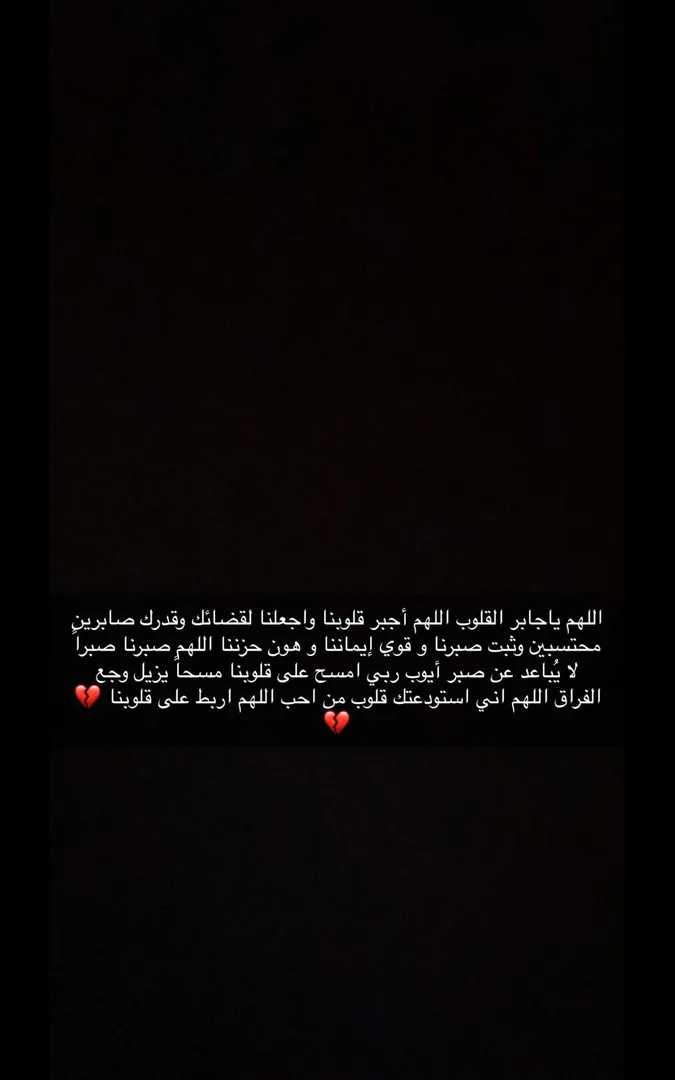 اللهم ياجابر القلوب اللهم أجبر قلوبنا واجعلنا لقضائك وقدرك صابرين
محتسبين وثبت صبرنا و قوي إيماننا و هون حزننا اللهم صبرنا صبراً
لا يُباعد عن صبر أيوب ربي امسح على قلوبنا مسحاً يزيل وجع
الفراق اللهم اني استودعتك قلوب من احب اللهم اربط على قلوبنا 💔
💔